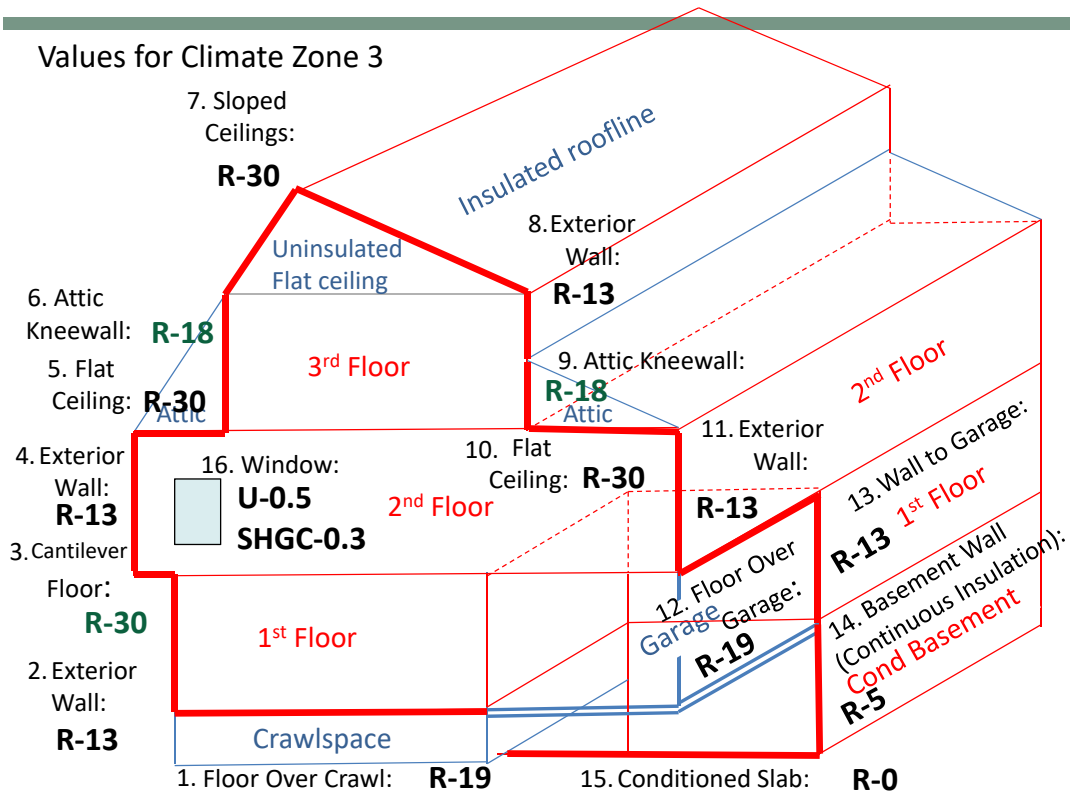 Values for Climate Zone 3
7. Sloped
Ceilings:
R-30
Insulated roofline
Uninsulated
Flat ceiling
8. Exterior
Wall:
R-13
6. Attic
Kneewall: R-18
5. Flat
Ceiling: R-30
Attic
3rd Floor
9. Attic Kneewall:
R-18
Attic
2nd Floor
4. Exterior
Wall:
R-13
16. Window:
U-0.5
SHGC-0.3
2nd Floor
10. Flat
Ceiling: R-30
11. Exterior
Wall:
R-13
13. Wall to Garage:
R-13
1st Floor
3. Cantilever
Floor:
R-30
1st Floor
12. Floor Over
Garage:
R-19
Garage
14. Basement Wall
(Continuous Insulation):
R-5
Cond Basement
2. Exterior
Wall:
R-13
Crawlspace
1. Floor Over Crawl: R-19
15. Conditioned Slab: R-0